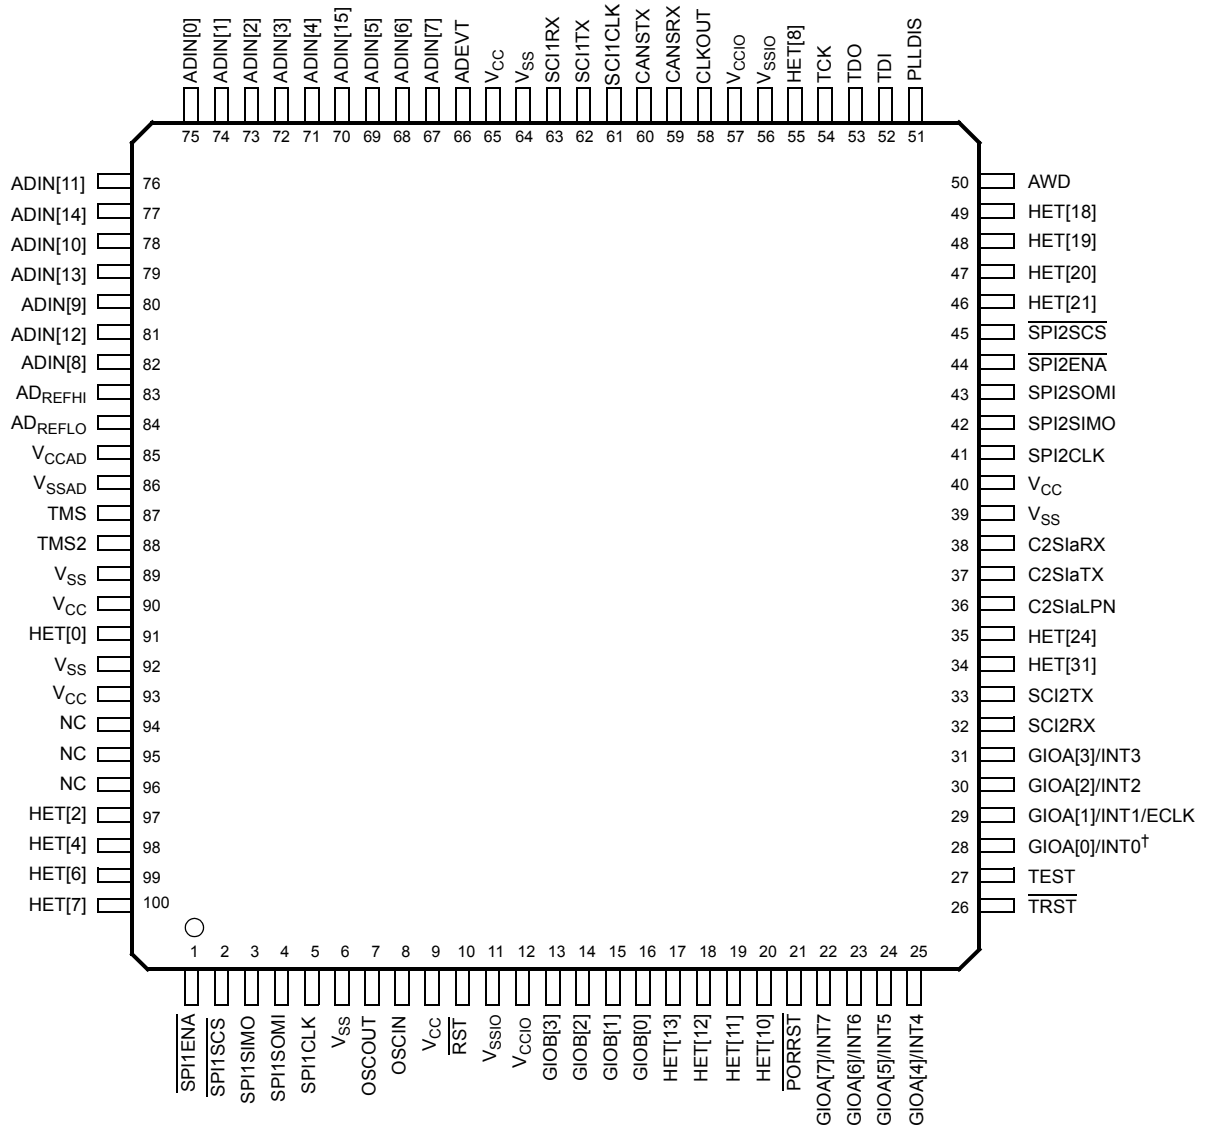 ADIN[0] ADIN[1] ADIN[2] ADIN[3] ADIN[4] ADIN[15] ADIN[5] ADIN[6] ADIN[7] ADEVT VCC VSS SCI1RX SCI1TX SCI1CLK CANSTX CANSRX CLKOUT VCCIO VSSIO HET[8] TCK TDO TDI PLLDIS
75 74 73 72 71 70 69 68 67 66 65 64 63 62 61 60 59 58 57 56 55 54 53 52 51
ADIN[11] 76 50 AWD
ADIN[14] 77 49 HET[18]
ADIN[10] 78 48 HET[19]
ADIN[13] 79 47 HET[20]
ADIN[9] 80 46 HET[21]
ADIN[12] 81 45 SPI2SCS
ADIN[8] 82 44 SPI2ENA
ADREFHI 83 43 SPI2SOMI
ADREFLO 84 42 SPI2SIMO
VCCAD 85 41 SPI2CLK
VSSAD 86 40 VCC
TMS 87 39 VSS
TMS2 88 38 C2SIaRX
VSS 89 37 C2SIaTX
VCC 90 36 C2SIaLPN
HET[0] 91 35 HET[24]
VSS 92 34 HET[31]
VCC 93 33 SCI2TX
NC 94 32 SCI2RX
NC 95 31 GIOA[3]/INT3
NC 96 30 GIOA[2]/INT2
HET[2] 97 29 GIOA[1]/INT1/ECLK
HET[4] 98 28 GIOA[0]/INT0†
HET[6] 99 27 TEST
HET[7] 100 26 TRST
1 2 3 4 5 6 7 8 9 10 11 12 13 14 15 16 17 18 19 20 21 22 23 24 25
SPI1ENA SPI1SCS SPI1SIMO SPI1SOMI SPI1CLK VSS OSCOUT OSCIN VCC RST VSSIO VCCIO GIOB[3] GIOB[2] GIOB[1] GIOB[0] HET[13] HET[12] HET[11] HET[10] PORRST GIOA[7]/INT7 GIOA[6]/INT6 GIOA[5]/INT5 GIOA[4]/INT4